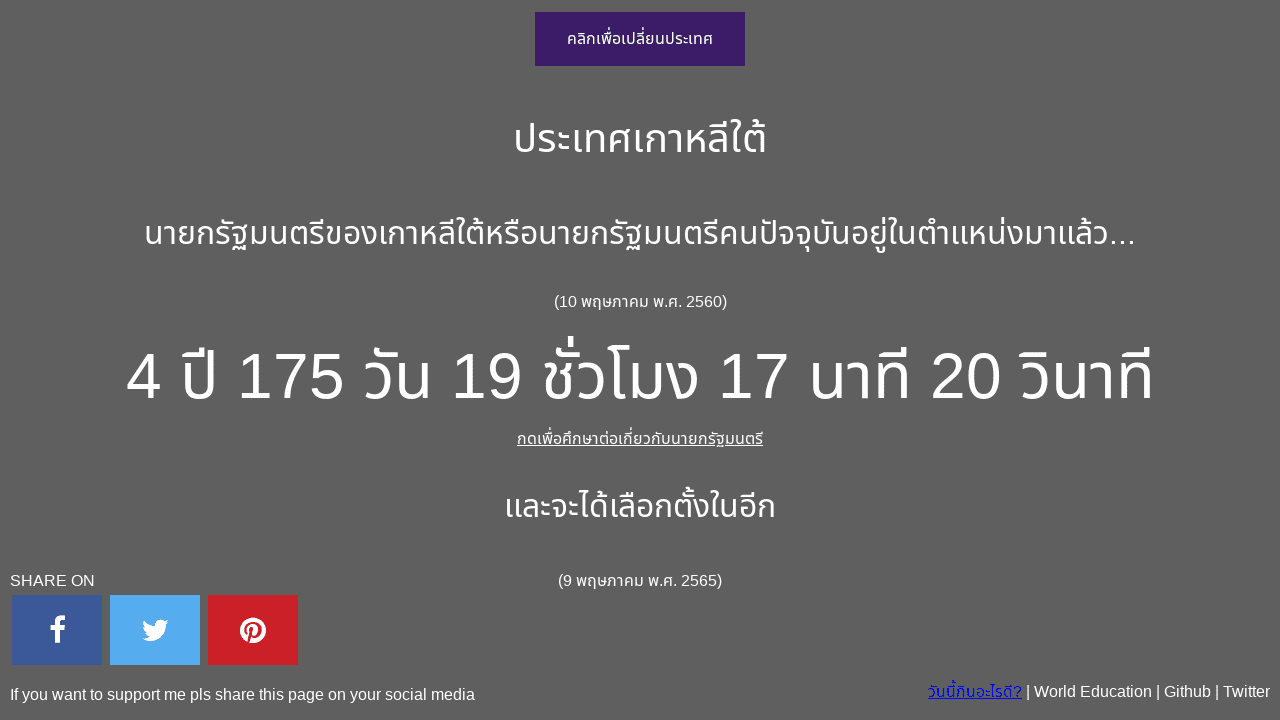 คลิกเพื่อเปลี่ยนประเทศ
ประเทศเกาหลีใต้
นายกรัฐมนตรีของเกาหลีใต้หรือนายกรัฐมนตรีคนปัจจุบันอยู่ในตำแหน่งมาแล้ว...
(10 พฤษภาคม พ.ศ. 2560)
4 ปี 175 วัน 19 ชั่วโมง 17 นาที 20 วินาที
กดเพื่อศึกษาต่อเกี่ยวกับนายกรัฐมนตรี
และจะได้เลือกตั้งในอีก
(9 พฤษภาคม พ.ศ. 2565)
SHARE ON
If you want to support me pls share this page on your social media
วันนี้กินอะไรดี? | World Education | Github | Twitter